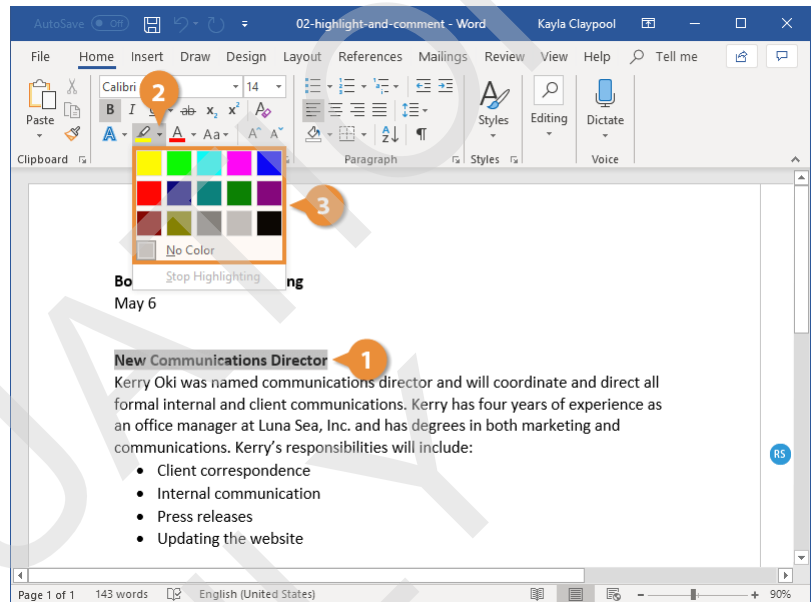 AutoSave Off 02-highlight-and-comment - Word Kayla Claypool
File Home Insert Draw Design Layout References Mailings Review View Help Tell me
Calibri 14
2
Paste B I ab x₂ x² Styles Editing Dictate
A A Aa A A
Clipboard Paragraph Styles Voice
3
No Color
Stop Highlighting
Bo ng
May 6
New Communications Director 1
Kerry Oki was named communications director and will coordinate and direct all
formal internal and client communications. Kerry has four years of experience as
an office manager at Luna Sea, Inc. and has degrees in both marketing and
communications. Kerry’s responsibilities will include:
RS
• Client correspondence
• Internal communication
• Press releases
• Updating the website
Page 1 of 1 143 words English (United States) 90%